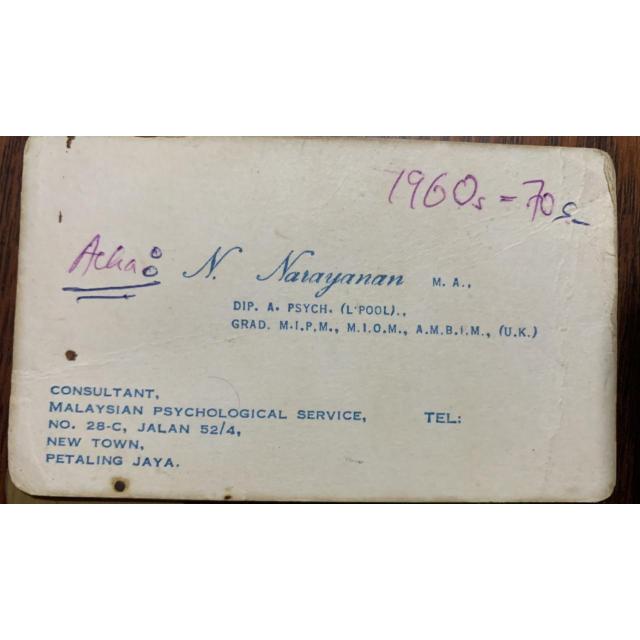 1960s - 70s
Acha: N. Narayanan M. A.,
DIP. A. PSYCH. (L'POOL).,
GRAD. M.I.P.M., M.I.O.M., A.M.B.I.M., (U.K.)
CONSULTANT,
MALAYSIAN PSYCHOLOGICAL SERVICE, TEL:
NO. 28-C, JALAN 52/4,
NEW TOWN,
PETALING JAYA.